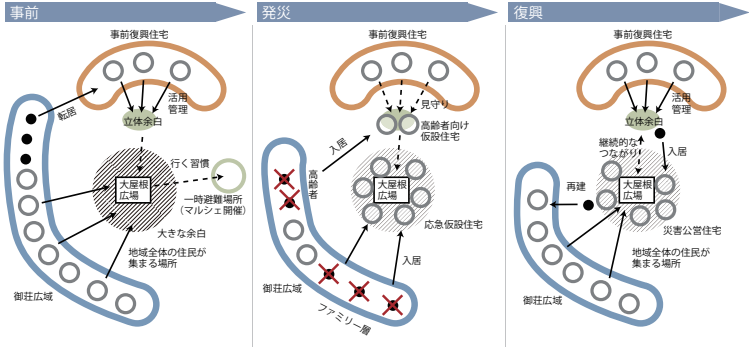 事前
事前復興住宅
転居
活用
管理
立体余白
行く習慣
大屋根
広場
一時避難場所
（マルシェ開催）
大きな余白
地域全体の住民が
集まる場所
御荘広域
発災
事前復興住宅
見守り
高齢者向け
仮設住宅
入居
高齢者
大屋根
広場
応急仮設住宅
入居
御荘広域
ファミリー層
復興
事前復興住宅
活用
管理
立体余白
継続的な
つながり
入居
再建
大屋根
広場
災害公営住宅
地域全体の住民が
集まる場所
御荘広域